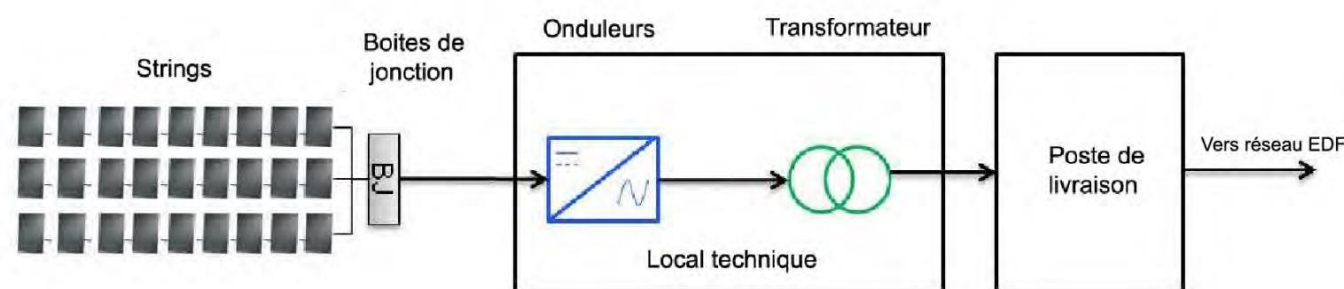 Strings
Boites de
jonction
BJ
Onduleurs
Transformateur
Local technique
Poste de
livraison
Vers réseau EDF